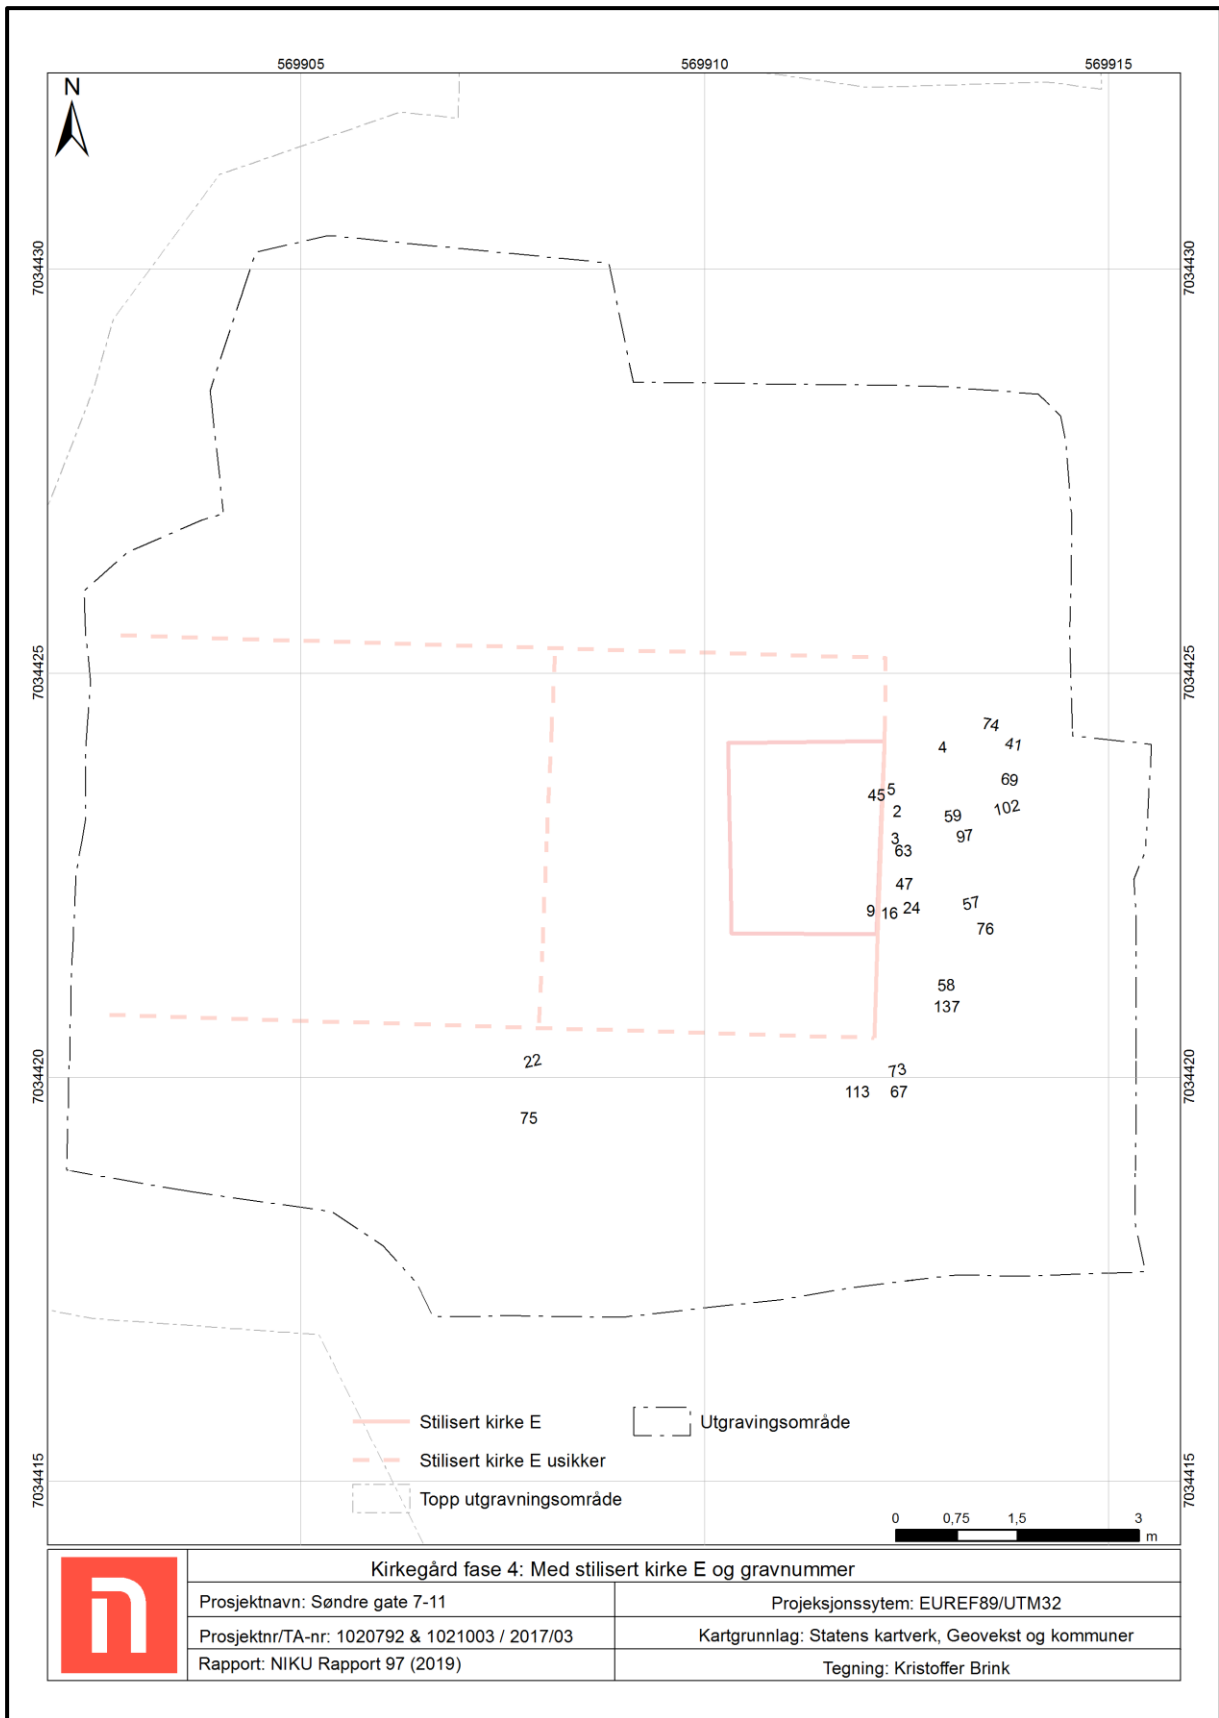 569905 569910 569915
N
7034430 7034430
7034425 7034425
74
4 41
69
5
45
102
2
59
97
3
63
47
57
24
9 16
76
58
137
22
73
7034420 7034420
113 67
75
Stilisert kirke E Utgravingsområde
Stilisert kirke E usikker
7034415 7034415
Topp utgravningsområde
0 0,75 1,5 3
m
Kirkegård fase 4: Med stilisert kirke E og gravnummer
Prosjektnavn: Søndre gate 7-11 Projeksjonssytem: EUREF89/UTM32
Prosjektnr/TA-nr: 1020792 & 1021003 / 2017/03 Kartgrunnlag: Statens kartverk, Geovekst og kommuner
Rapport: NIKU Rapport 97 (2019) Tegning: Kristoffer Brink